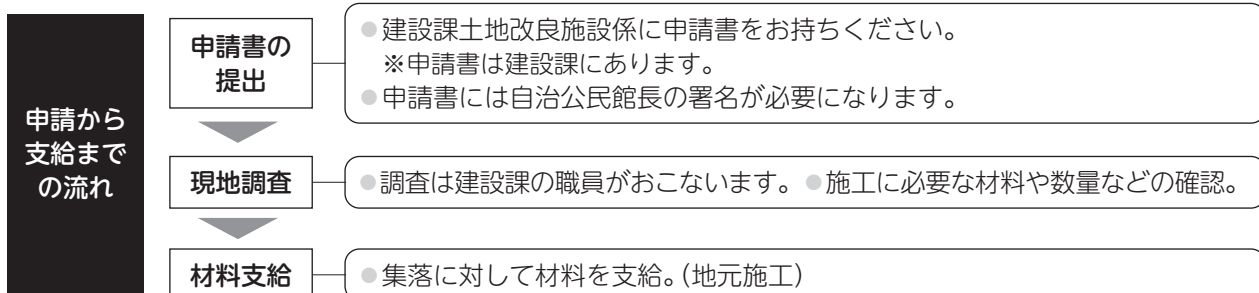 申請から
支給まで
の流れ
申請書の
提出
●建設課土地改良施設係に申請書をお持ちください。
※申請書は建設課にあります。
●申請書には自治公民館長の署名が必要になります。
現地調査
●調査は建設課の職員がおこないます。●施工に必要な材料や数量などの確認。
材料支給
●集落に対して材料を支給。(地元施工)